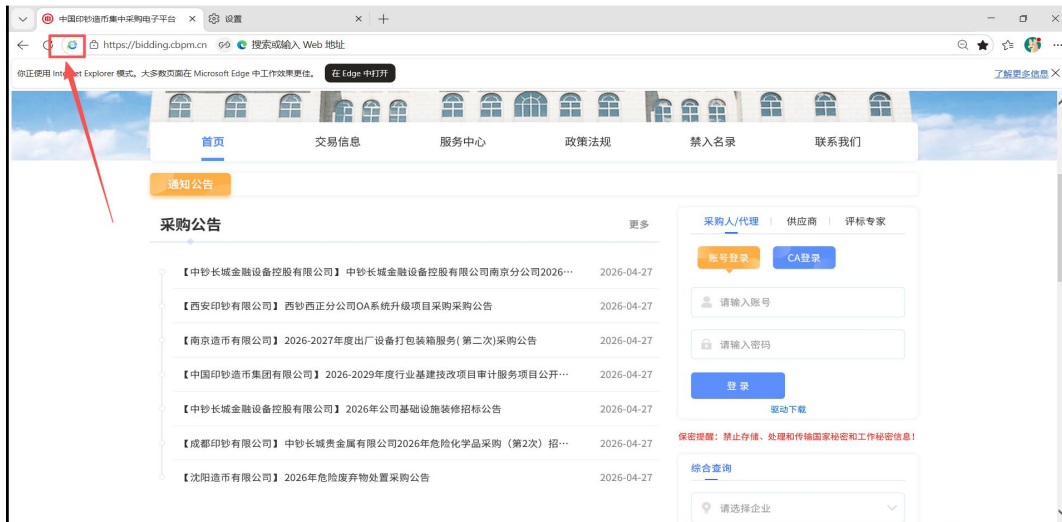 中国印钞造币集中采购电子平台
设置
https://bidding.cbpm.cn 搜索或输入 Web 地址
你正使用 Internet Explorer 模式。大多数页面在 Microsoft Edge 中工作效果更佳。 在 Edge 中打开 了解更多信息
首页 交易信息 服务中心 政策法规 禁入名录 联系我们
通知公告
采购公告 更多
【中钞长城金融设备控股有限公司】中钞长城金融设备控股有限公司南京分公司2026··· 2026-04-27
【西安印钞有限公司】西钞西正分公司OA系统升级项目采购采购公告 2026-04-27
【南京造币有限公司】2026-2027年度出厂设备打包装箱服务(第二次)采购公告 2026-04-27
【中国印钞造币集团有限公司】2026-2029年度行业基建技改项目审计服务项目公开··· 2026-04-27
【中钞长城金融设备控股有限公司】2026年公司基础设施装修招标公告 2026-04-27
【成都印钞有限公司】中钞长城贵金属有限公司2026年危险化学品采购（第2次）招··· 2026-04-27
【沈阳造币有限公司】2026年危险废弃物处置采购公告 2026-04-27
采购人/代理 供应商 评标专家
账号登录 CA登录
请输入账号
请输入密码
登 录
驱动下载
保密提醒：禁止存储、处理和传输国家秘密和工作秘密信息！
综合查询
请选择企业